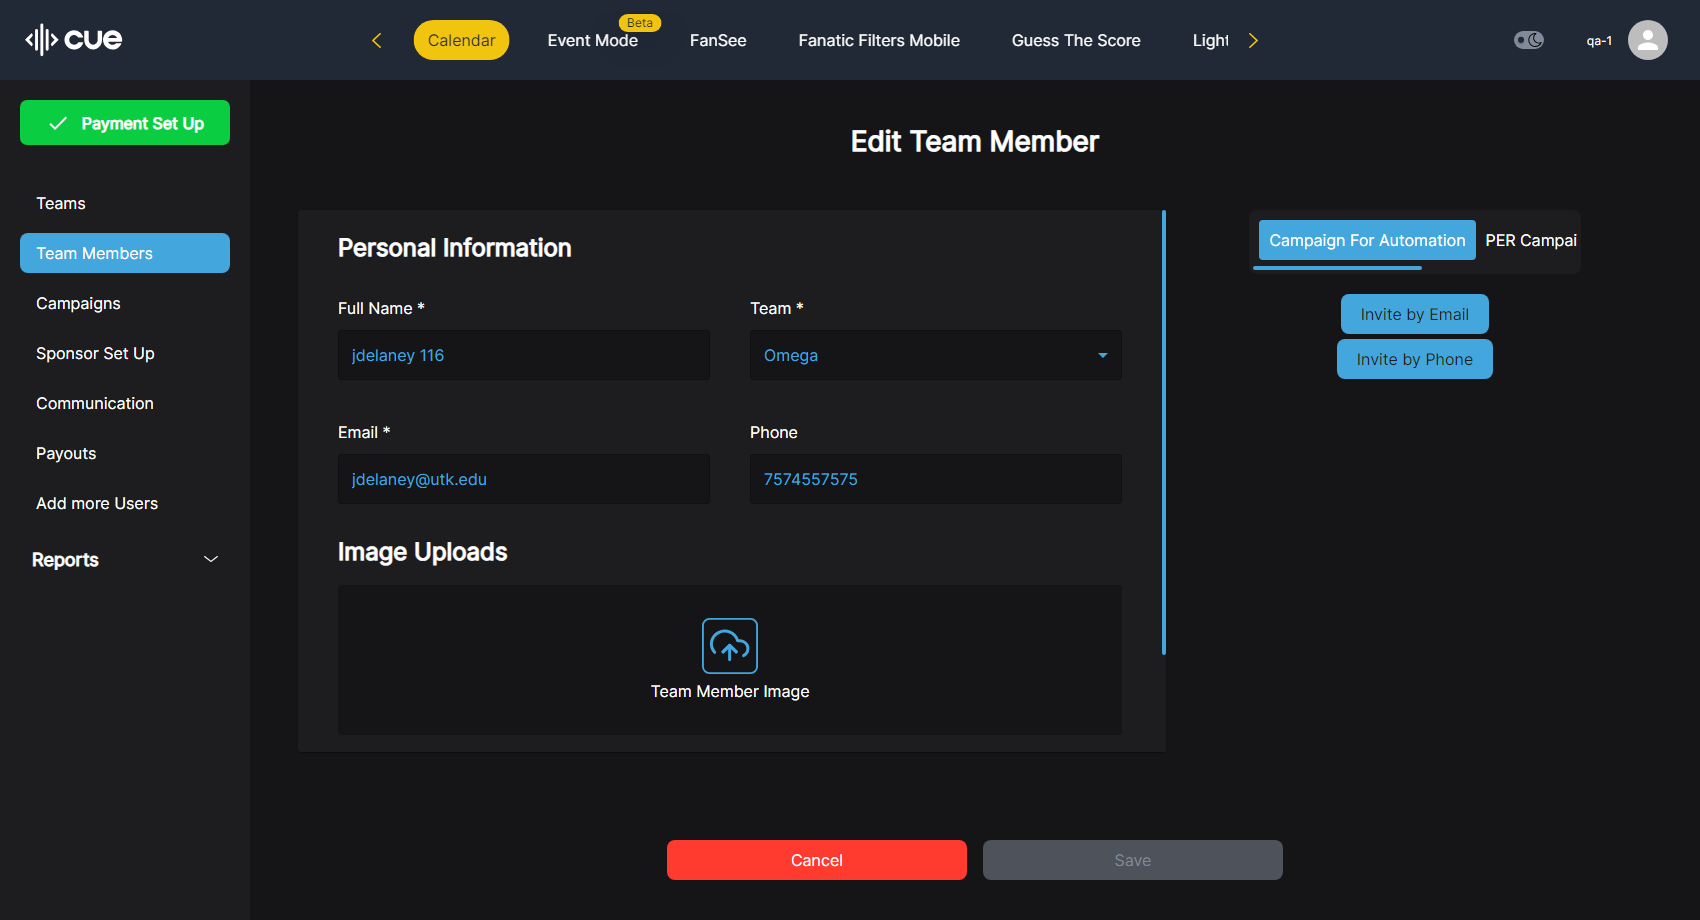 cue
Calendar
Event Mode
Beta
FanSee
Fanatic Filters Mobile
Guess The Score
Light
qa-1
Payment Set Up
Teams
Team Members
Campaigns
Sponsor Set Up
Communication
Payouts
Add more Users
Reports
Edit Team Member
Personal Information
Full Name *
jdelaney 116
Team *
Omega
Email *
jdelaney@utk.edu
Phone
7574557575
Image Uploads
Team Member Image
Campaign For Automation
PER Campai
Invite by Email
Invite by Phone
Cancel
Save